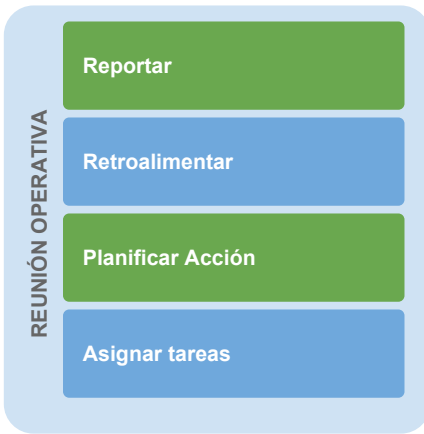 REUNIÓN OPERATIVA
Reportar
Retroalimentar
Planificar Acción
Asignar tareas